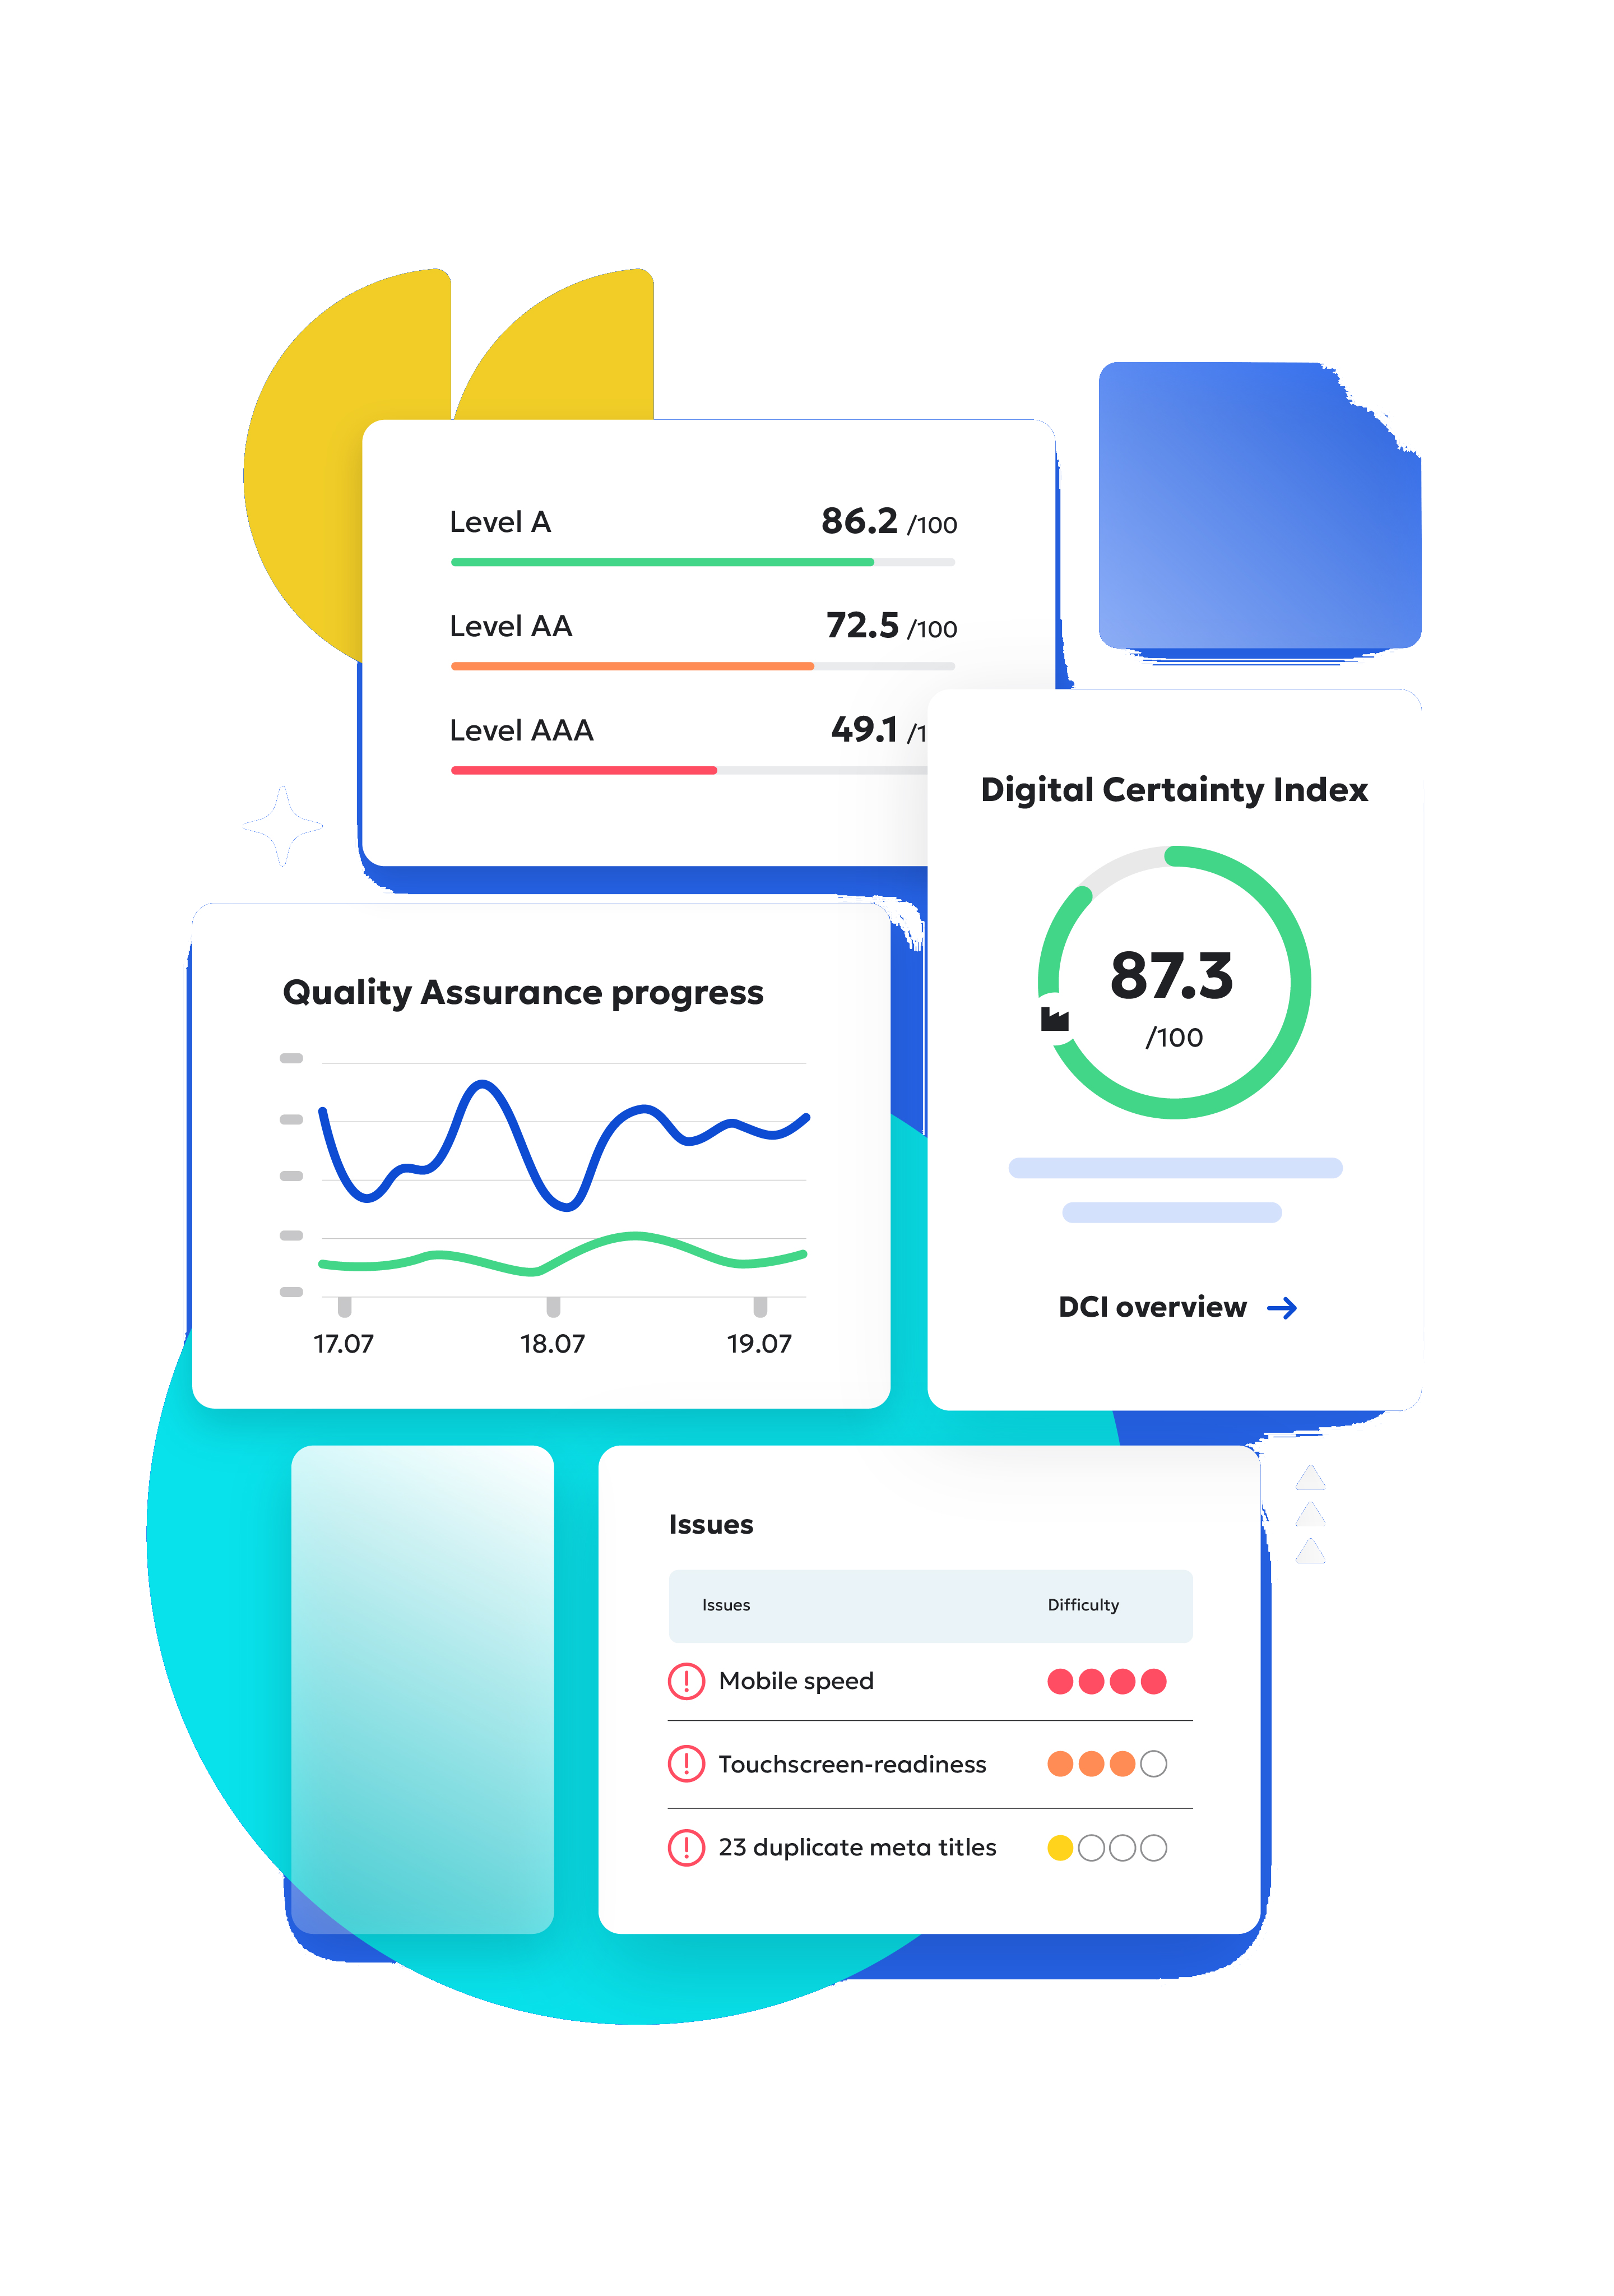 Level A 86.2 /100
Level AA 72.5 /100
Level AAA 49.1 /1
Digital Certainty Index
87.3
/100
DCI overview
Quality Assurance progress
17.07 18.07 19.07
Issues
Issues Difficulty
Mobile speed
Touchscreen-readiness
23 duplicate meta titles